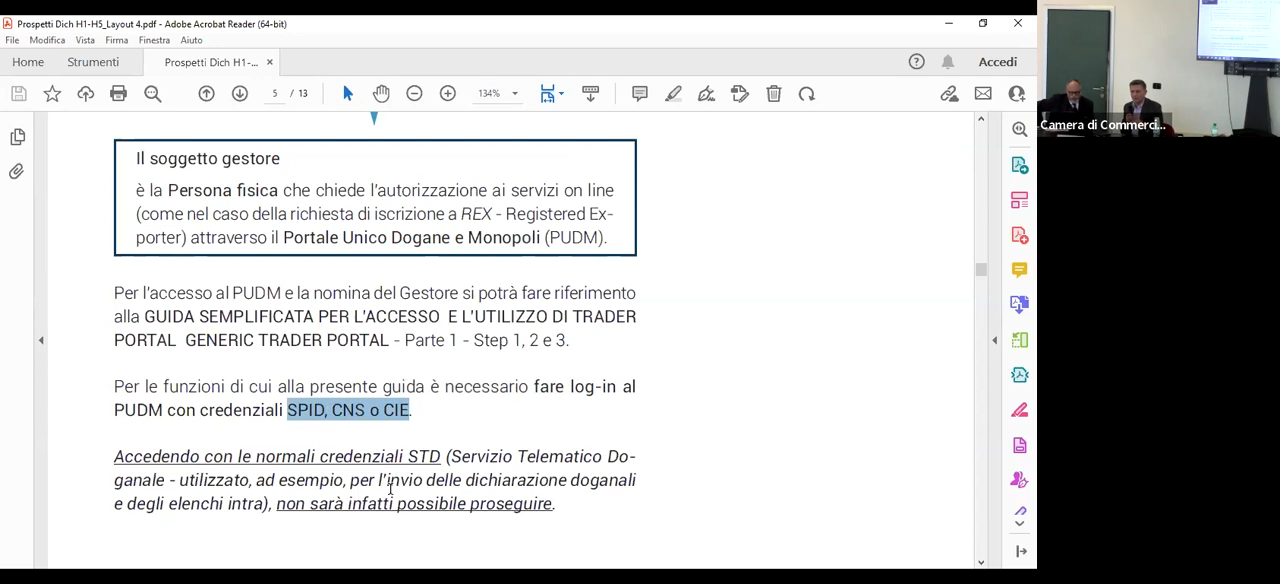 Prospetti Dich H1-H5_Layout 4.pdf - Adobe Acrobat Reader (64-bit)
File Modifica Vista Firma Finestra Aiuto
Home Strumenti Prospetti Dich H1-... × Accedi
5 / 13 134%
Il soggetto gestore
è la Persona fisica che chiede l'autorizzazione ai servizi on line
(come nel caso della richiesta di iscrizione a REX - Registered Ex-
porter) attraverso il Portale Unico Dogane e Monopoli (PUDM).
Per l'accesso al PUDM e la nomina del Gestore si potrà fare riferimento
alla GUIDA SEMPLIFICATA PER L'ACCESSO E L'UTILIZZO DI TRADER
PORTAL GENERIC TRADER PORTAL - Parte 1 - Step 1, 2 e 3.
Per le funzioni di cui alla presente guida è necessario fare log-in al
PUDM con credenziali SPID, CNS o CIE.
Accedendo con le normali credenziali STD (Servizio Telematico Do-
ganale - utilizzato, ad esempio, per l'invio delle dichiarazione doganali
e degli elenchi intra), non sarà infatti possibile proseguire.
Camera di Commerci...